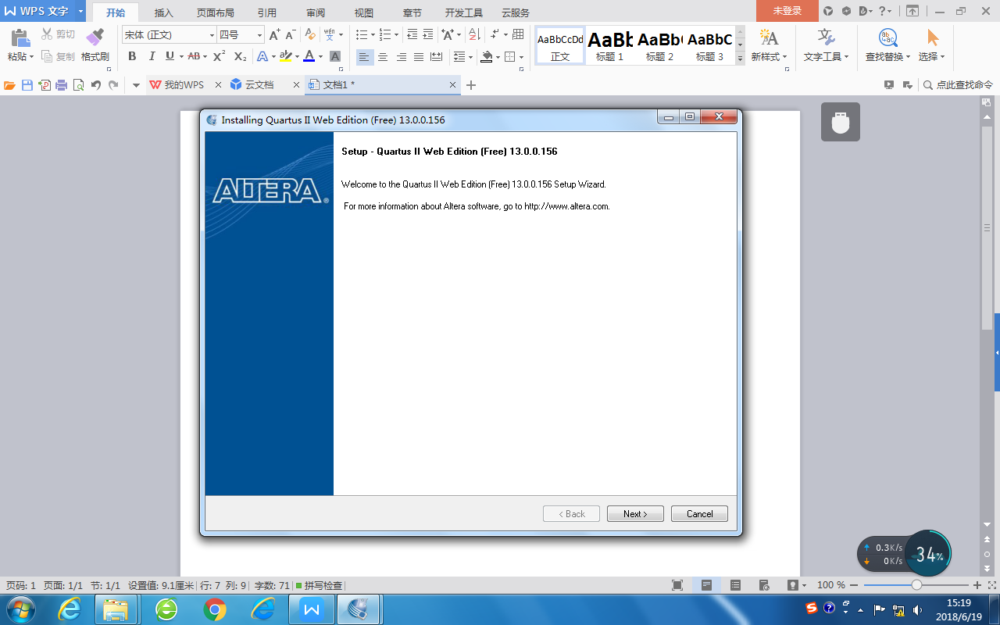 WPS 文字 开始 插入 页面布局 引用 审阅 视图 章节 开发工具 云服务 未登录
宋体 (正文) 四号
粘贴 剪切 复制 格式刷
B I U AB X² X₂ A A A
AaBbCcDd AaBb AaBb AaBbC
正文 标题 1 标题 2 标题 3 新样式 文字工具 查找替换 选择
我的WPS 云文档 文档1 * 点此查找命令
Installing Quartus II Web Edition (Free) 13.0.0.156
ALTERA®
Setup - Quartus II Web Edition (Free) 13.0.0.156
Welcome to the Quartus II Web Edition (Free) 13.0.0.156 Setup Wizard.
For more information about Altera software, go to http://www.altera.com.
< Back Next > Cancel
0.3K/s
0K/s
34%
页码: 1 页面: 1/1 节: 1/1 设置值: 9.1厘米 行: 7 列: 9 字数: 71 拼写检查 100 %
15:19
2018/6/19